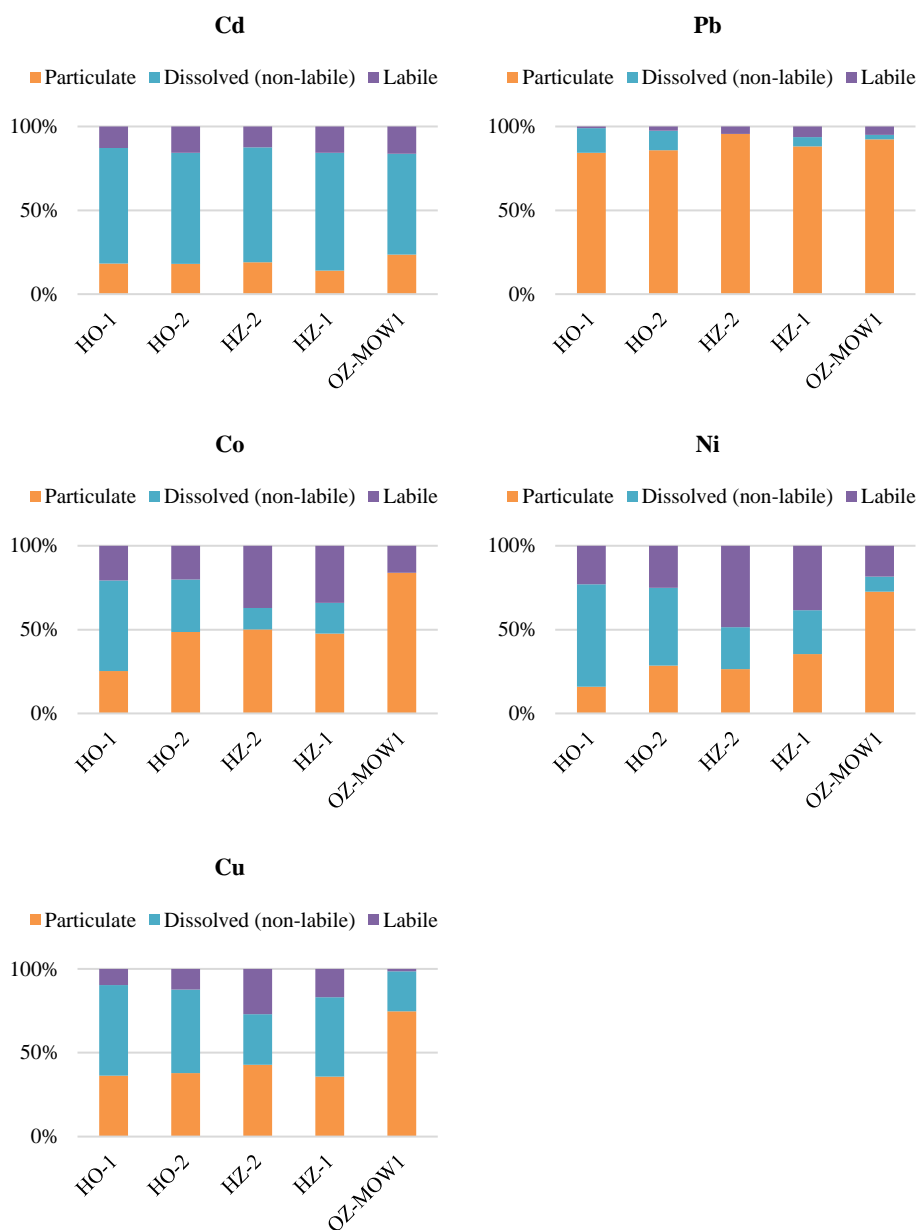 Cd
Particulate Dissolved (non-labile) Labile
100%
50%
0%
HO-1 HO-2 HZ-2 HZ-1 OZ-MOW1
Pb
Particulate Dissolved (non-labile) Labile
100%
50%
0%
HO-1 HO-2 HZ-2 HZ-1 OZ-MOW1
Co
Particulate Dissolved (non-labile) Labile
100%
50%
0%
HO-1 HO-2 HZ-2 HZ-1 OZ-MOW1
Ni
Particulate Dissolved (non-labile) Labile
100%
50%
0%
HO-1 HO-2 HZ-2 HZ-1 OZ-MOW1
Cu
Particulate Dissolved (non-labile) Labile
100%
50%
0%
HO-1 HO-2 HZ-2 HZ-1 OZ-MOW1